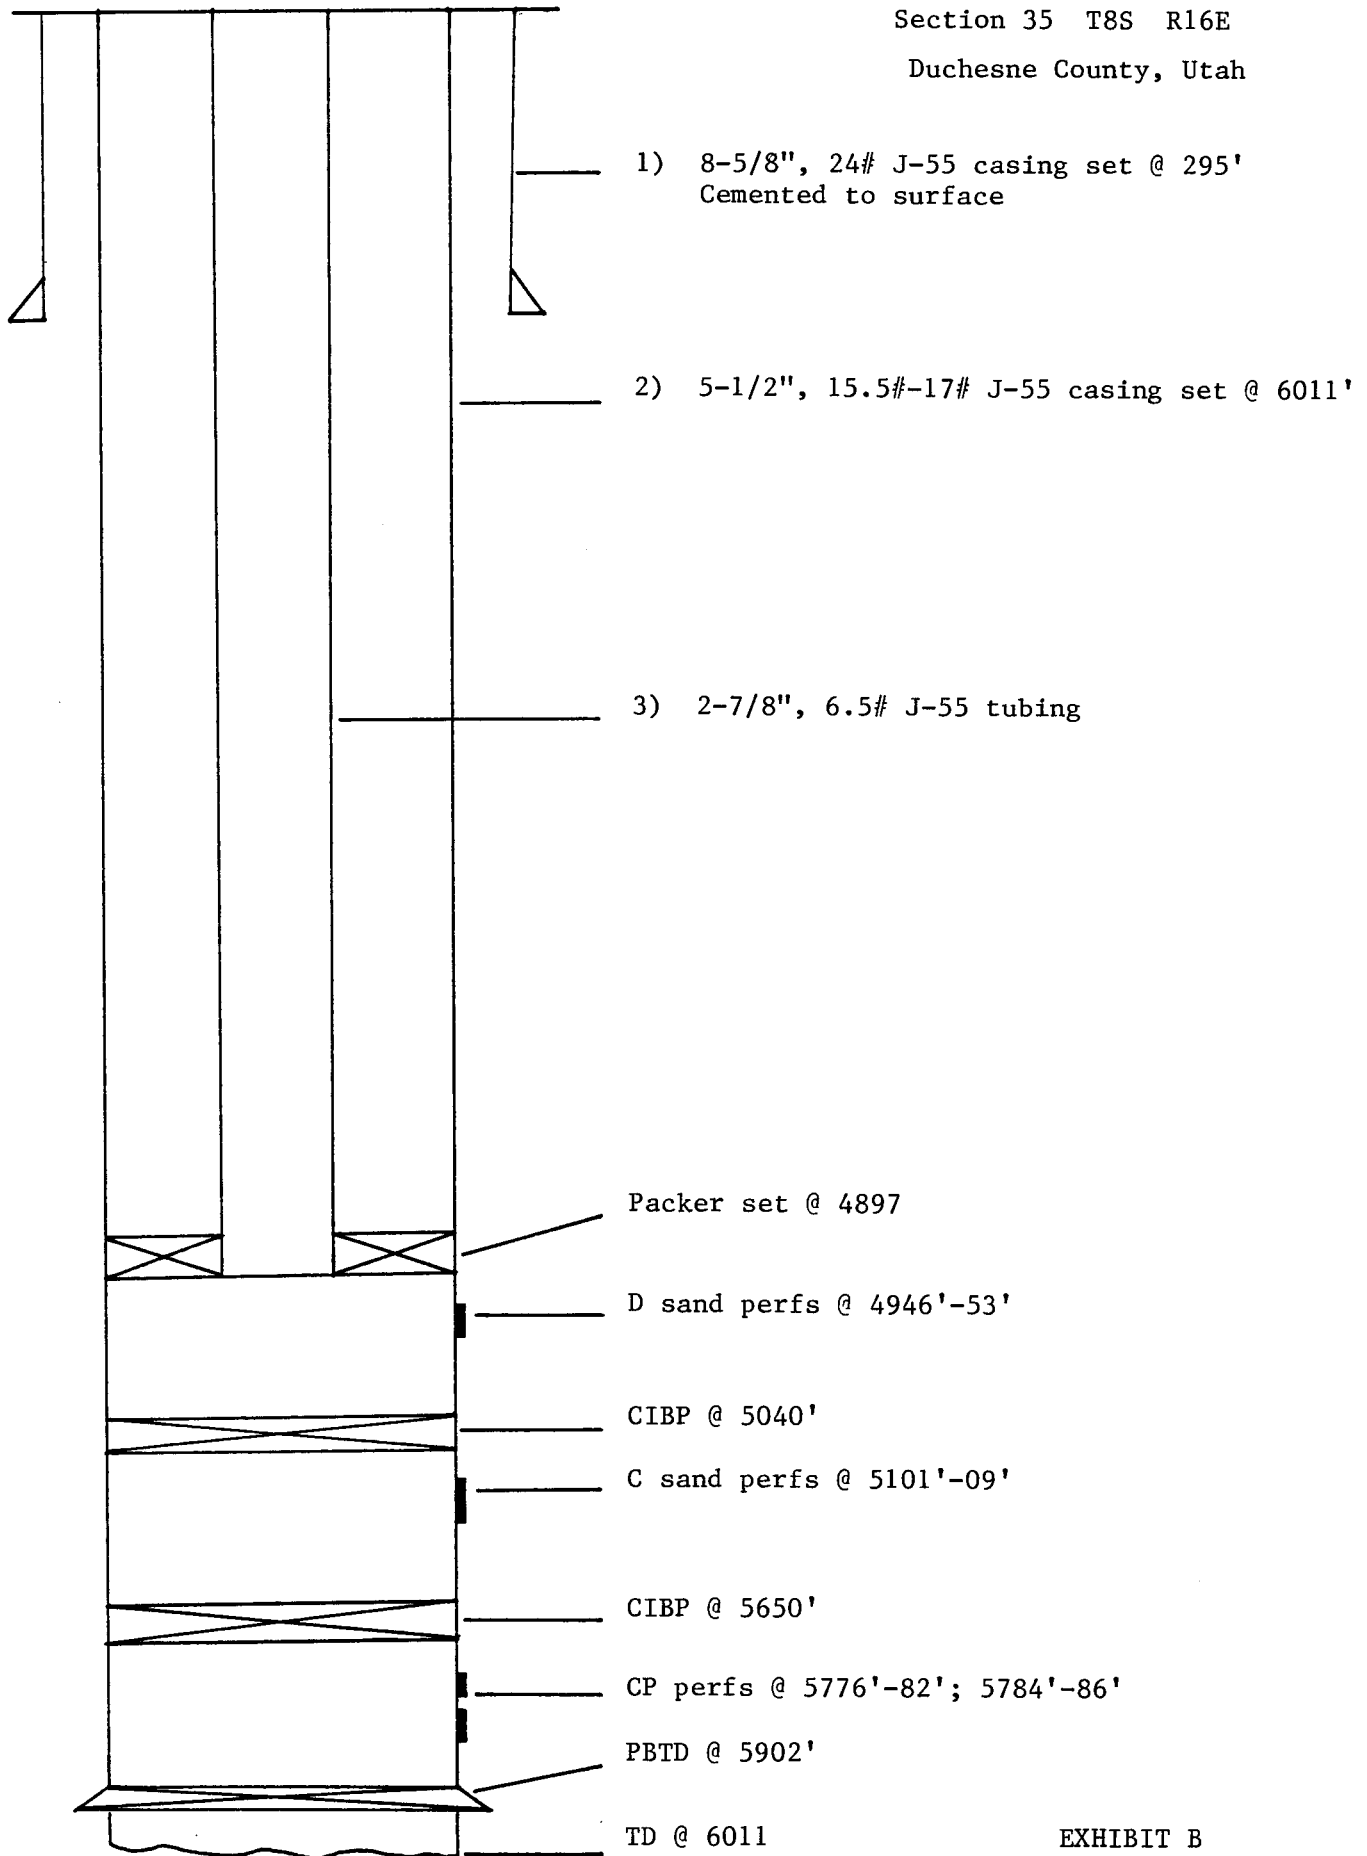 Section 35 T8S R16E
Duchesne County, Utah
1) 8-5/8", 24# J-55 casing set @ 295'
Cemented to surface
2) 5-1/2", 15.5#-17# J-55 casing set @ 6011'
3) 2-7/8", 6.5# J-55 tubing
Packer set @ 4897
D sand perfs @ 4946'-53'
CIBP @ 5040'
C sand perfs @ 5101'-09'
CIBP @ 5650'
CP perfs @ 5776'-82'; 5784'-86'
PBTD @ 5902'
TD @ 6011
EXHIBIT B